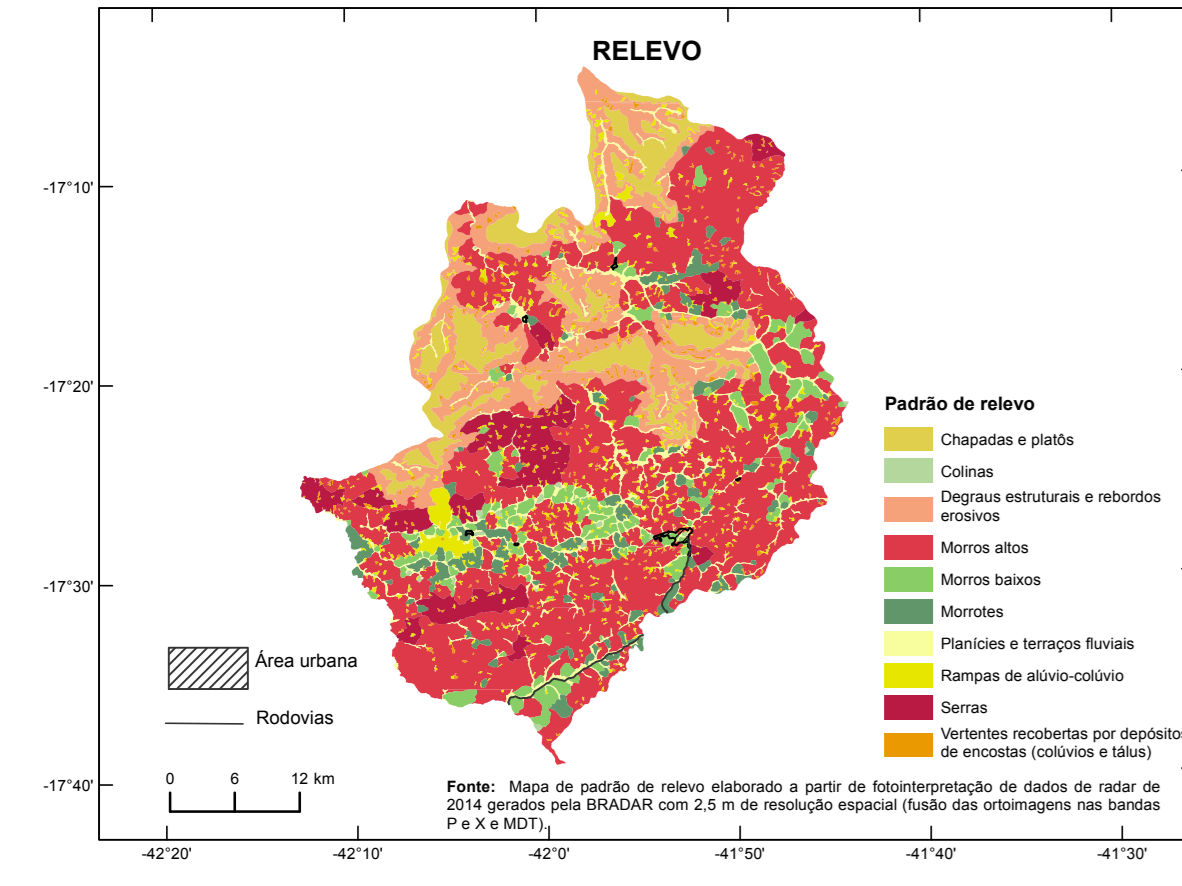 RELEVO
-17°10'
-17°20'
-17°30'
-17°40'
Padrão de relevo
Chapadas e platôs
Colinas
Degraus estruturais e rebordos
erosivos
Morros altos
Morros baixos
Morrotes
Planícies e terraços fluviais
Rampas de alúvio-colúvio
Serras
Vertentes recobertas por depósitos
de encostas (colúvios e tálus)
Área urbana
Rodovias
0 6 12 km
Fonte: Mapa de padrão de relevo elaborado a partir de fotointerpretação de dados de radar de
2014 gerados pela BRADAR com 2,5 m de resolução espacial (fusão das ortoimagens nas bandas
P e X e MDT).
-42°20' -42°10' -42°0' -41°50' -41°40' -41°30'